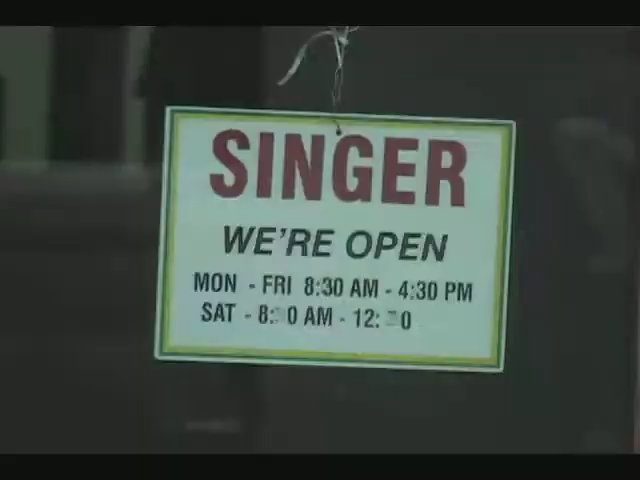 SINGER
WE'RE OPEN
MON - FRI 8:30 AM - 4:30 PM
SAT - AM -